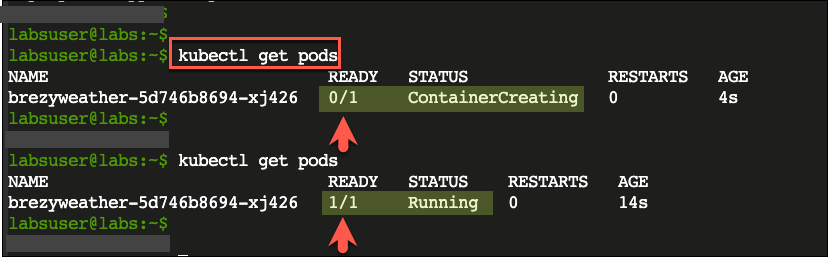 labsuser@labs:~$
labsuser@labs:~$ kubectl get pods
NAME READY STATUS RESTARTS AGE
brezyweather-5d746b8694-xj426 0/1 ContainerCreating 0 4s
labsuser@labs:~$
labsuser@labs:~$ kubectl get pods
NAME READY STATUS RESTARTS AGE
brezyweather-5d746b8694-xj426 1/1 Running 0 14s
labsuser@labs:~$